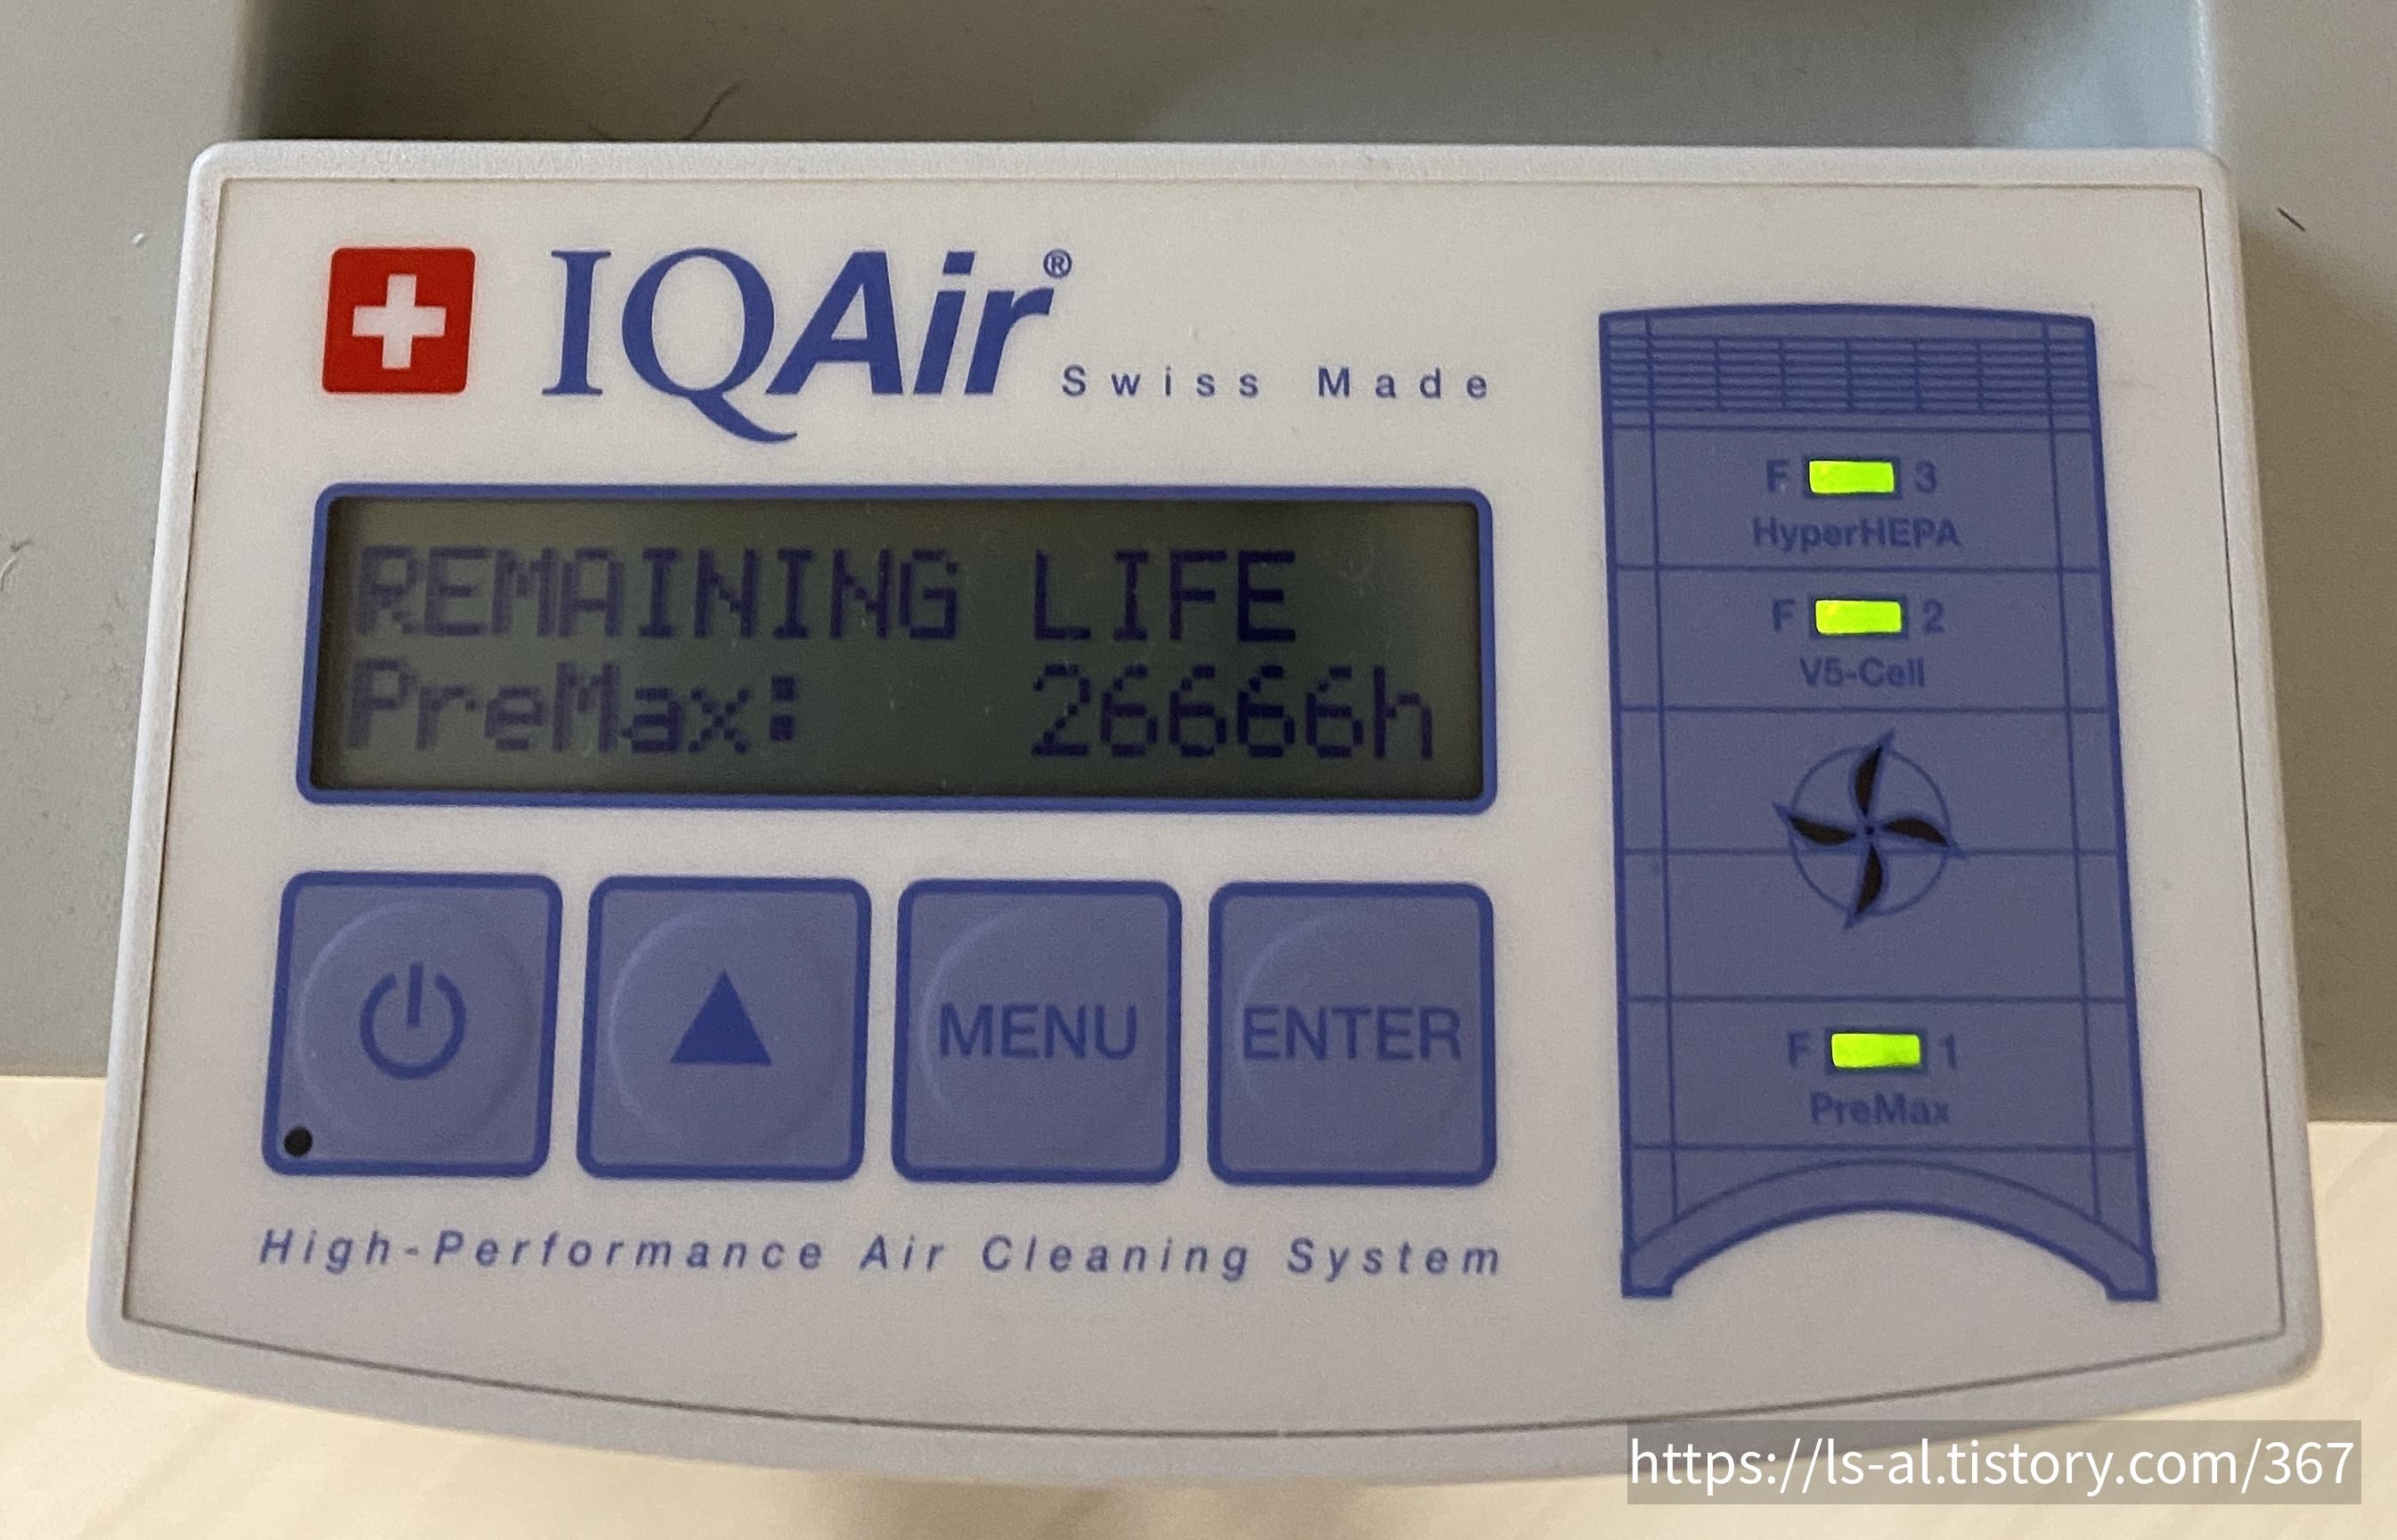 IQAir® Swiss Made
REMAINING LIFE
PreMax: 26666h
MENU
ENTER
High-Performance Air Cleaning System
F 3
HyperHEPA
F 2
V5-Cell
F 1
PreMax
https://ls-al.tistory.com/367